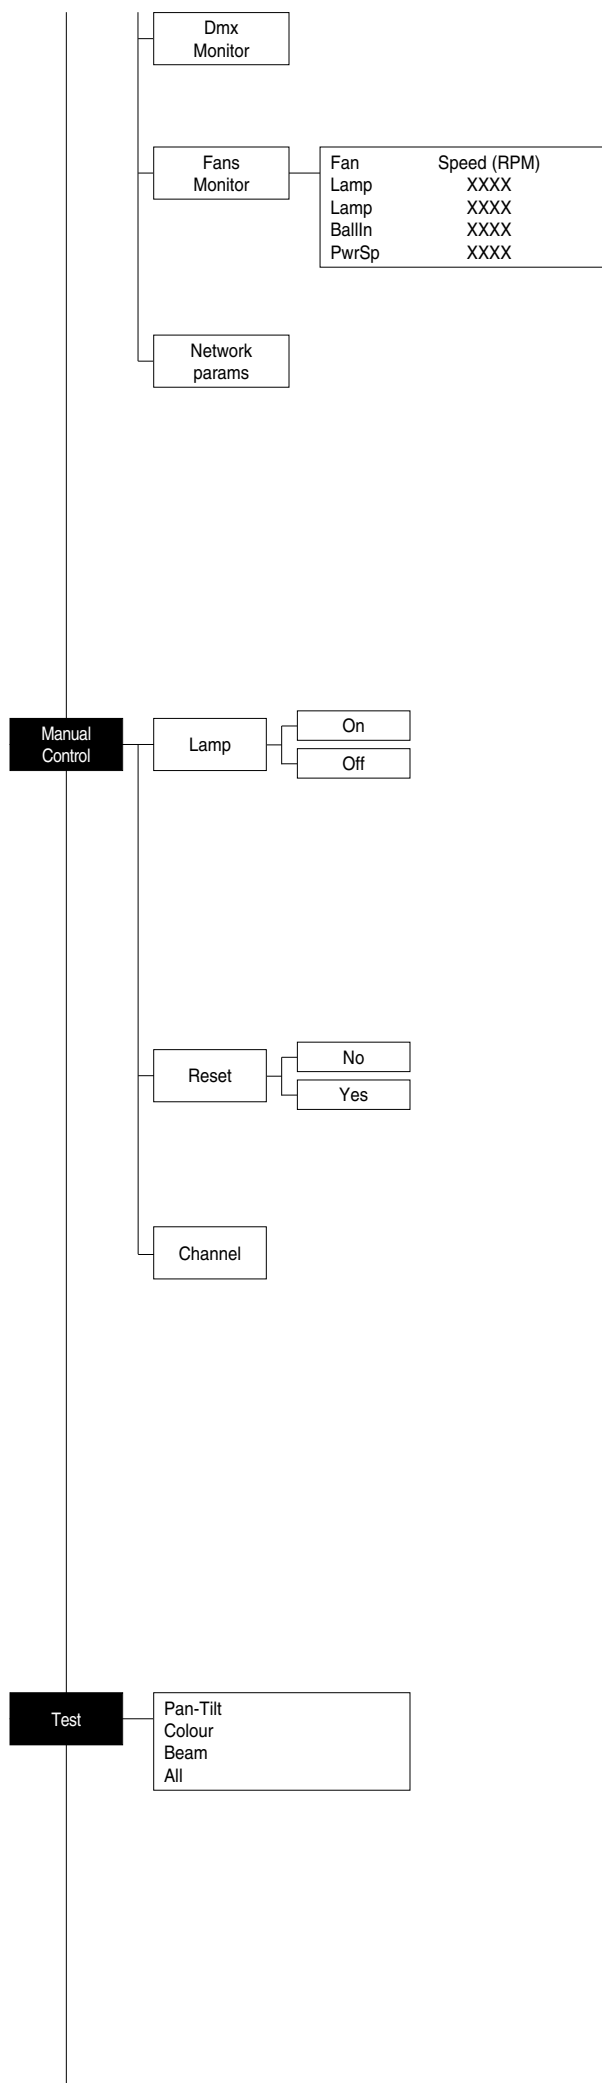 Dmx
Monitor
Fans
Monitor
Fan Speed (RPM)
Lamp XXXX
Lamp XXXX
BallIn XXXX
PwrSp XXXX
Network
params
Manual
Control
Lamp
On
Off
Reset
No
Yes
Channel
Test
Pan-Tilt
Colour
Beam
All